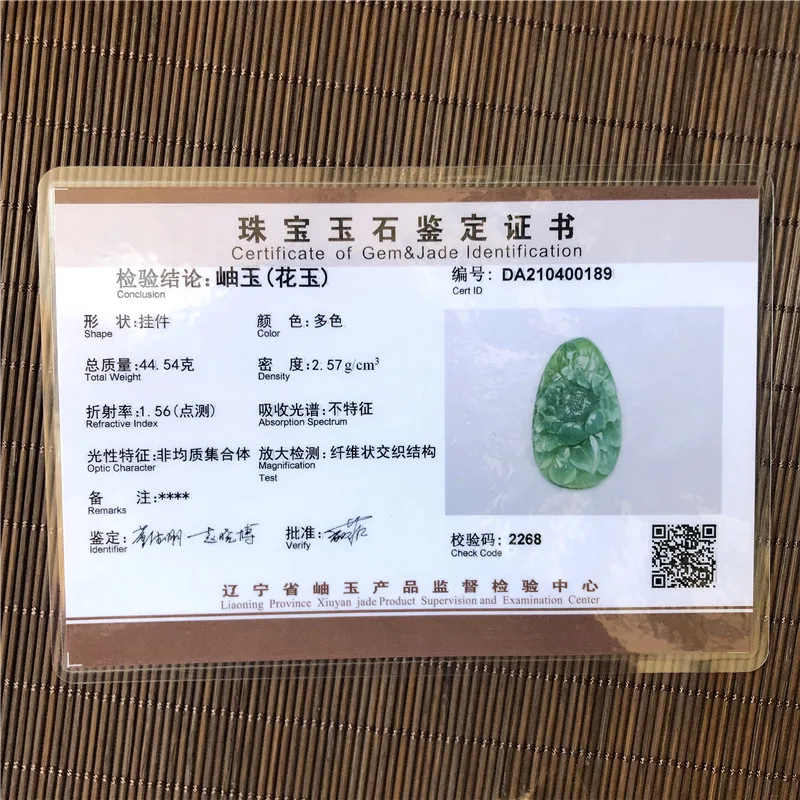 珠宝玉石鉴定证书
Certificate of Gem&Jade Identification
检验结论:岫玉(花玉)
Conclusion
编号: DA210400189
Cert ID
形 状:挂件
Shape
颜 色:多色
Color
总质量:44.54克
Total Weight
密 度:2.57g/cm³
Density
折射率:1.56(点测)
Refractive Index
吸收光谱:不特征
Absorption Spectrum
光性特征:非均质集合体
Optic Character
放大检测:纤维状交织结构
Magnification
Test
备 注:****
Remarks
鉴定:
Identifier
批准:
Verify
校验码: 2268
Check Code
辽宁省岫玉产品监督检验中心
Liaoning Province Xiuyan jade Product Supervision and Examination Center